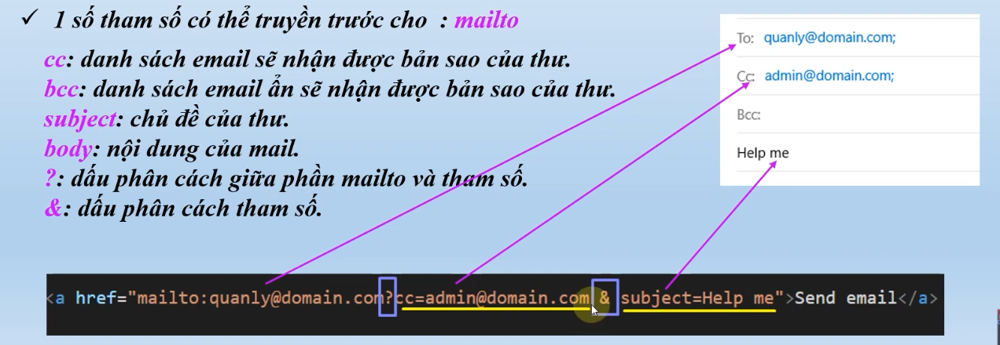 ✓ 1 số tham số có thể truyền trước cho : mailto
cc: danh sách email sẽ nhận được bản sao của thư.
bcc: danh sách email ẩn sẽ nhận được bản sao của thư.
subject: chủ đề của thư.
body: nội dung của mail.
?: dấu phân cách giữa phần mailto và tham số.
&: dấu phân cách tham số.
To: quanly@domain.com;
Cc: admin@domain.com;
Bcc:
Help me
<a href="mailto:quanly@domain.com?cc=admin@domain.com & subject=Help me">Send email</a>